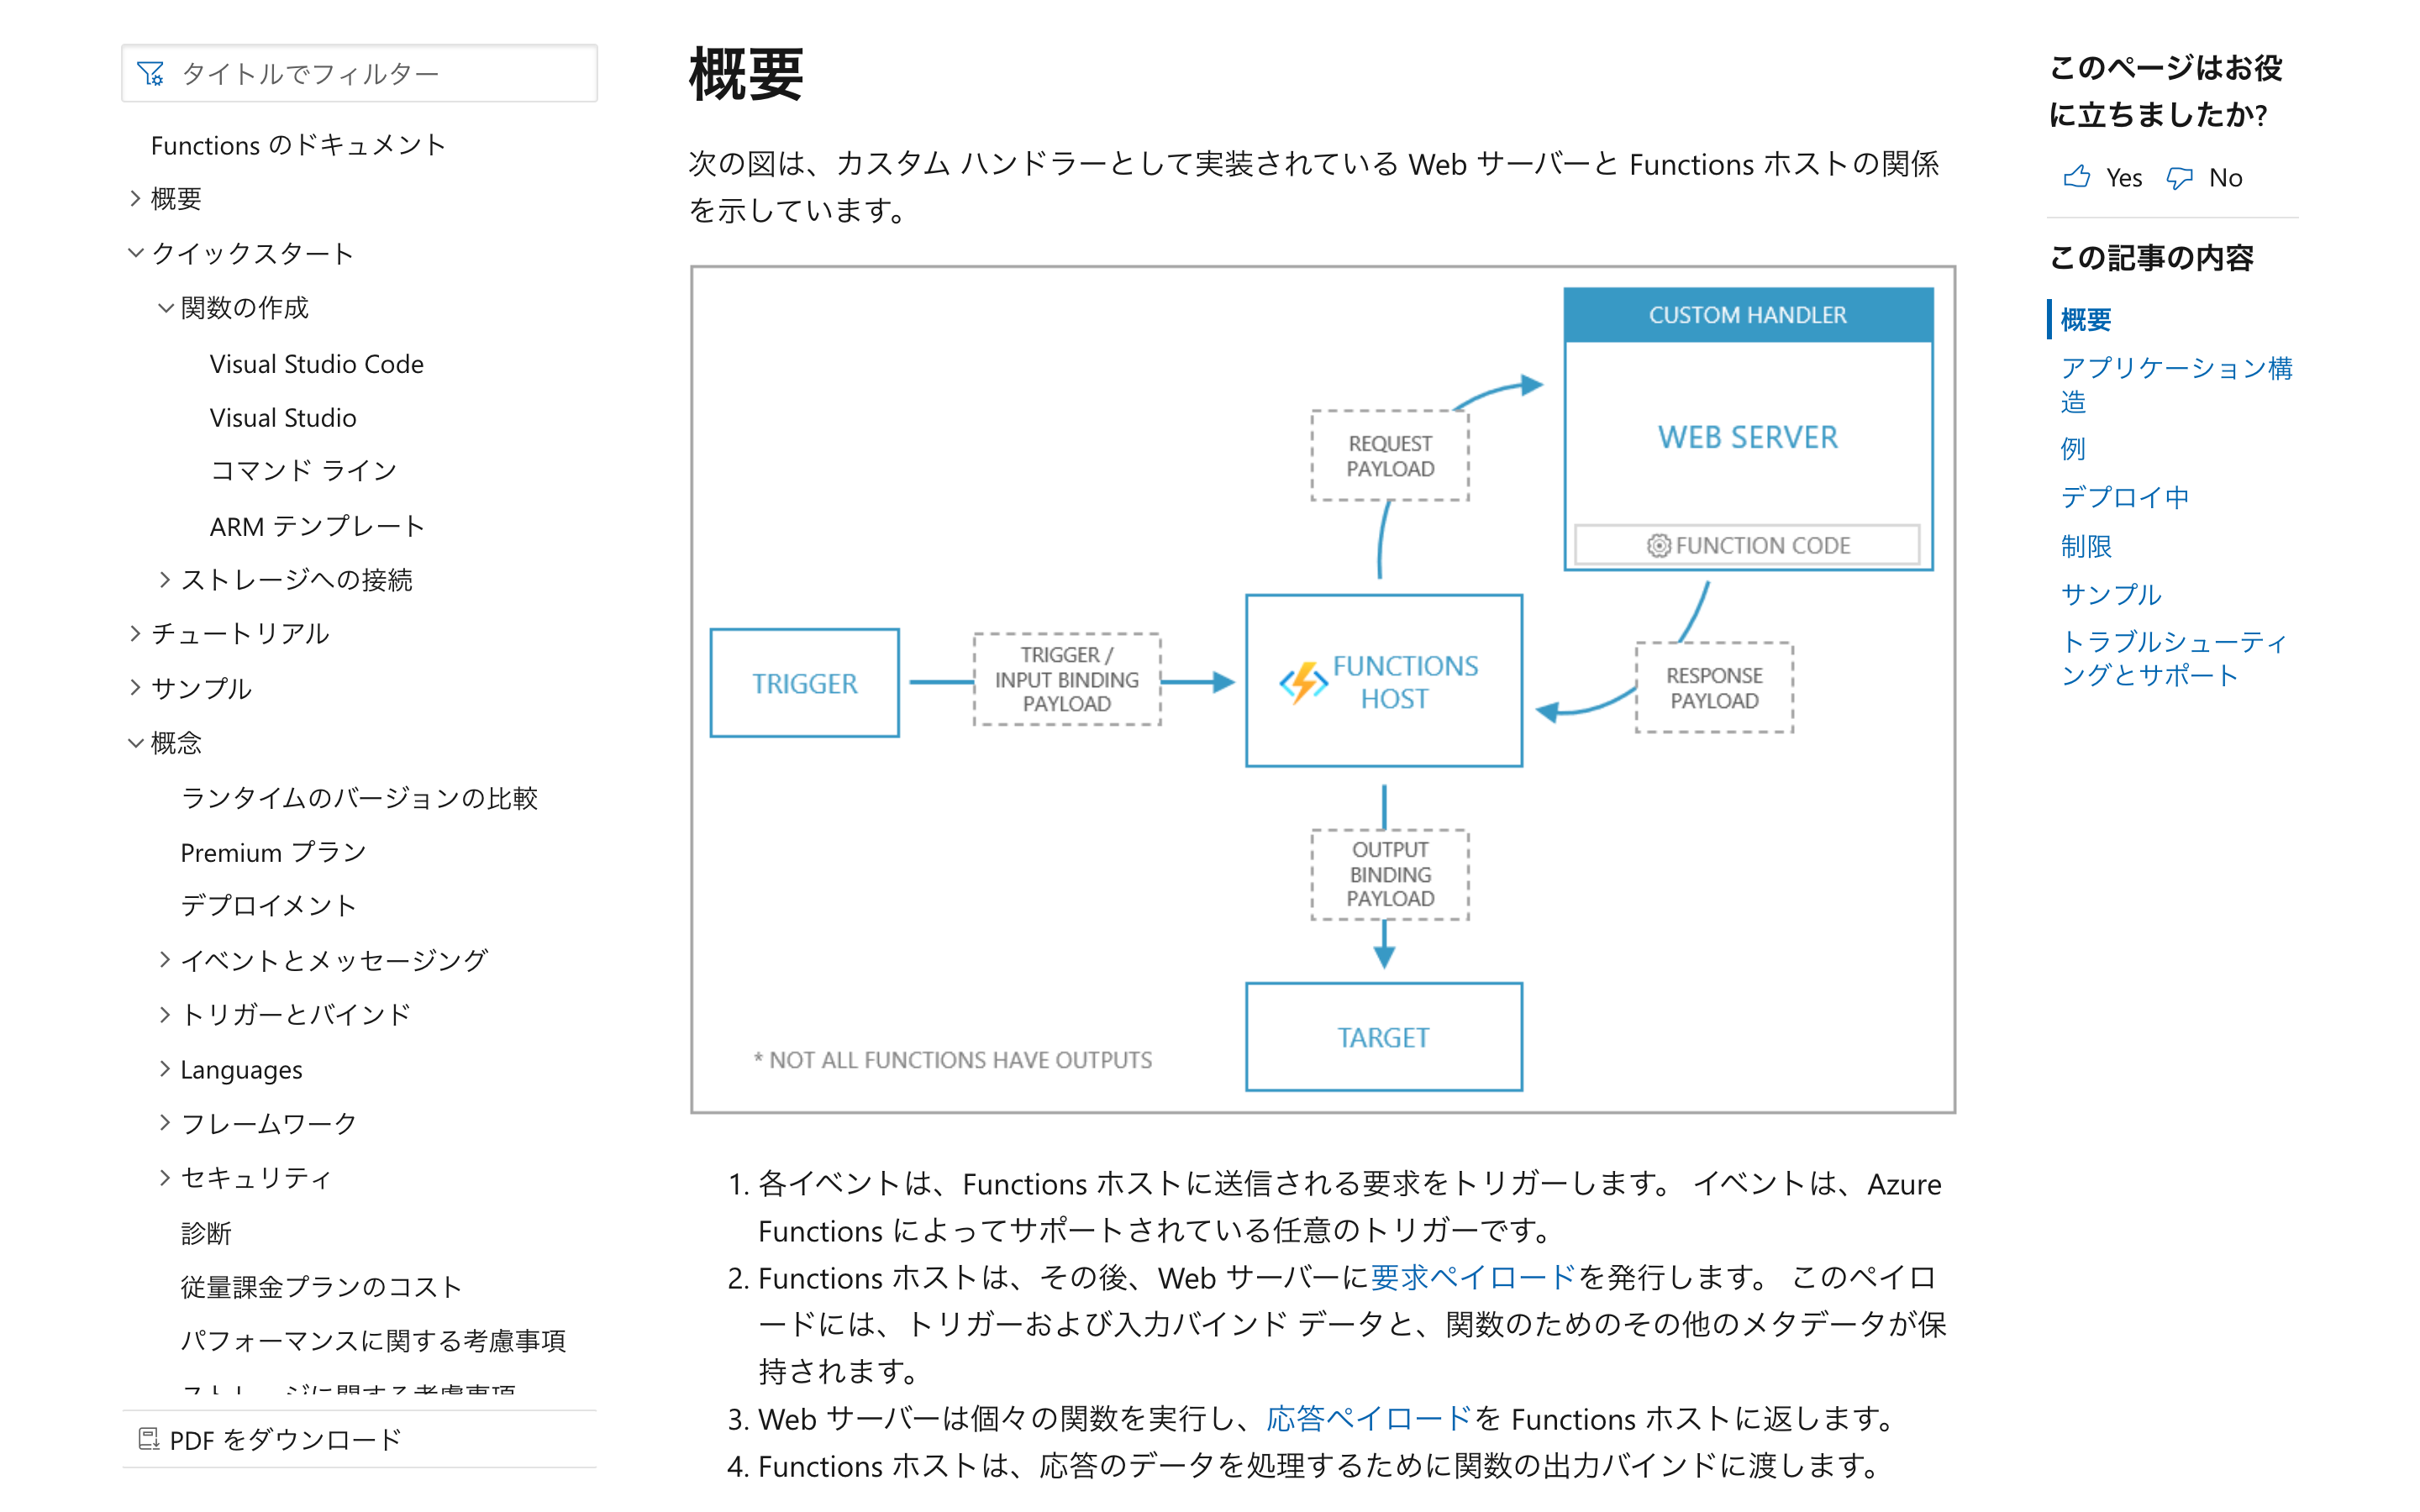 タイトルでフィルター
Functions のドキュメント
概要
クイックスタート
関数の作成
Visual Studio Code
Visual Studio
コマンド ライン
ARM テンプレート
ストレージへの接続
チュートリアル
サンプル
概念
ランタイムのバージョンの比較
Premium プラン
デプロイメント
イベントとメッセージング
トリガーとバインド
Languages
フレームワーク
セキュリティ
診断
従量課金プランのコスト
パフォーマンスに関する考慮事項
ストレージに関する考慮事項
PDF をダウンロード
概要
次の図は、カスタム ハンドラーとして実装されている Web サーバーと Functions ホストの関係
を示しています。
CUSTOM HANDLER
WEB SERVER
FUNCTION CODE
REQUEST
PAYLOAD
TRIGGER
TRIGGER /
INPUT BINDING
PAYLOAD
FUNCTIONS
HOST
RESPONSE
PAYLOAD
OUTPUT
BINDING
PAYLOAD
TARGET
* NOT ALL FUNCTIONS HAVE OUTPUTS
1. 各イベントは、Functions ホストに送信される要求をトリガーします。 イベントは、Azure
Functions によってサポートされている任意のトリガーです。
2. Functions ホストは、その後、Web サーバーに要求ペイロードを発行します。 このペイロ
ードには、トリガーおよび入力バインド データと、関数のためのその他のメタデータが保
持されます。
3. Web サーバーは個々の関数を実行し、応答ペイロードを Functions ホストに返します。
4. Functions ホストは、応答のデータを処理するために関数の出力バインドに渡します。
このページはお役
に立ちましたか?
Yes No
この記事の内容
概要
アプリケーション構
造
例
デプロイ中
制限
サンプル
トラブルシューティ
ングとサポート